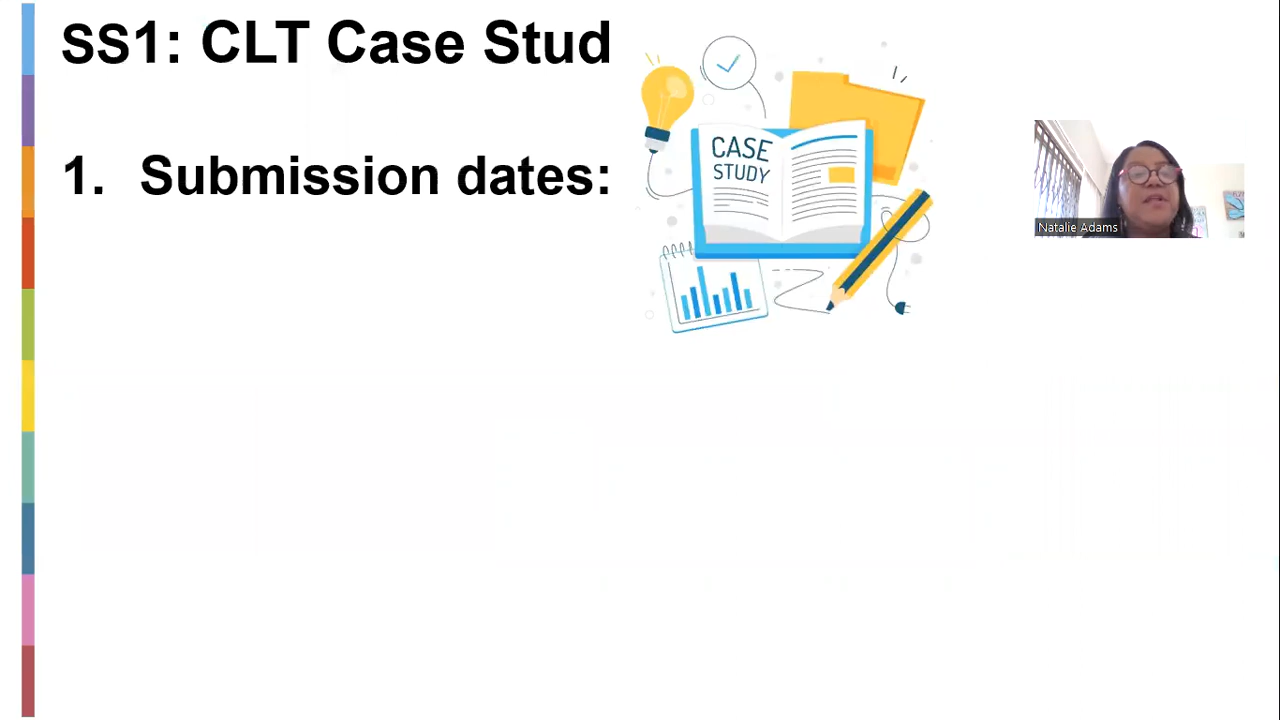 SS1: CLT Case Stud
1. Submission dates:
CASE
STUDY
Natalie Adams